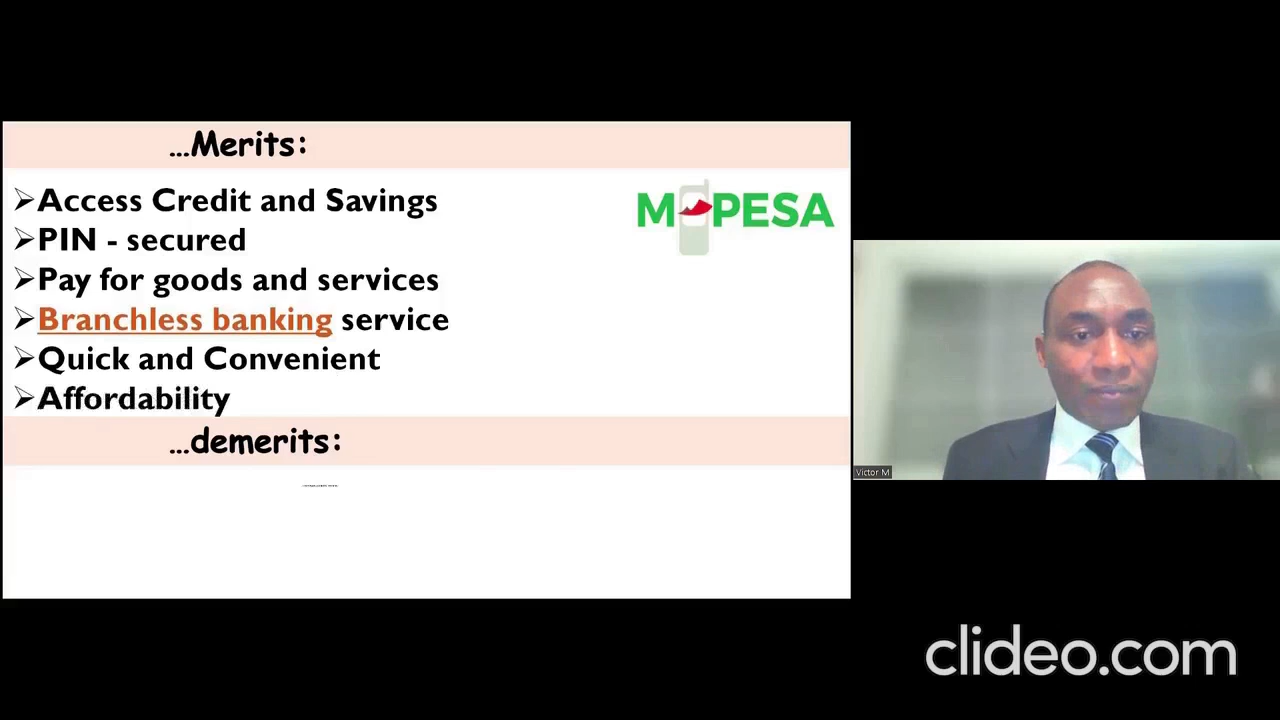 ...Merits:
➢Access Credit and Savings
➢PIN - secured
➢Pay for goods and services
➢Branchless banking service
➢Quick and Convenient
➢Affordability
M PESA
...demerits:
Victor M
clideo.com